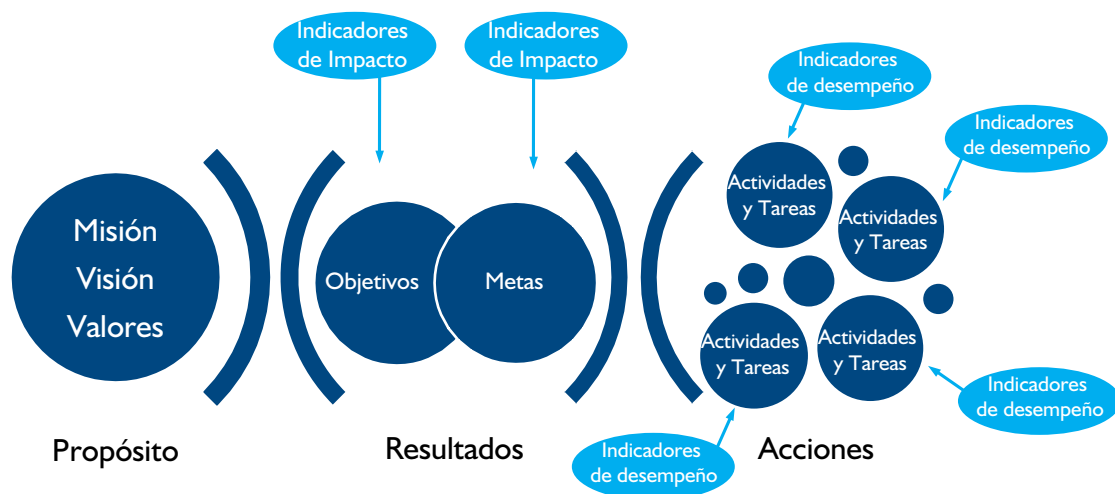 Indicadores
de Impacto
Indicadores
de Impacto
Indicadores
de desempeño
Indicadores
de desempeño
Misión
Visión
Valores
Objetivos
Metas
Actividades
y Tareas
Actividades
y Tareas
Actividades
y Tareas
Actividades
y Tareas
Indicadores
de desempeño
Indicadores
de desempeño
Propósito
Resultados
Acciones